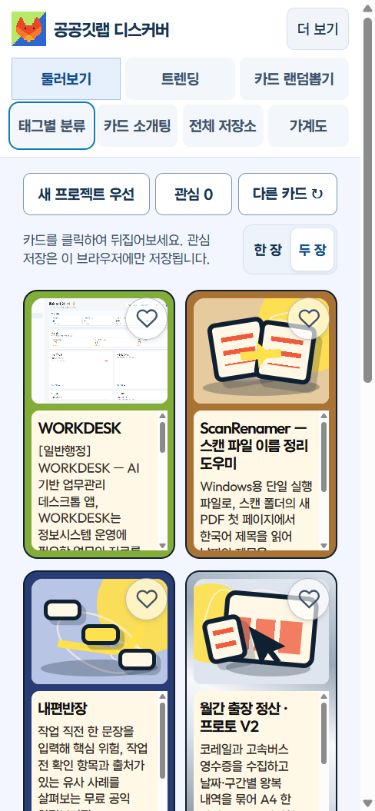 공공깃랩 디스커버
더 보기
둘러보기
트렌딩
카드 랜덤뽑기
태그별 분류
카드 소개팅
전체 저장소
가계도
새 프로젝트 우선
관심 0
다른 카드 ↻
카드를 클릭하여 뒤집어보세요. 관심
저장은 이 브라우저에만 저장됩니다.
한 장
두 장
WORKDESK
[일반행정]
WORKDESK — AI
기반 업무관리
데스크톱 앱,
WORKDESK는
정보시스템 운영에
ScanRenamer —
스캔 파일 이름 정리
도우미
Windows용 단일 실행
파일로, 스캔 폴더의 새
PDF 첫 페이지에서
한국어 제목을 읽어
내편반장
작업 직전 한 문장을
입력해 핵심 위험, 작업
전 확인 항목과 출처가
있는 유사 사례를
살펴보는 무료 공익
월간 출장 정산 ·
프로토 V2
코레일과 고속버스
영수증을 수집하고
날짜·구간별 왕복
내역을 묶어 A4 한